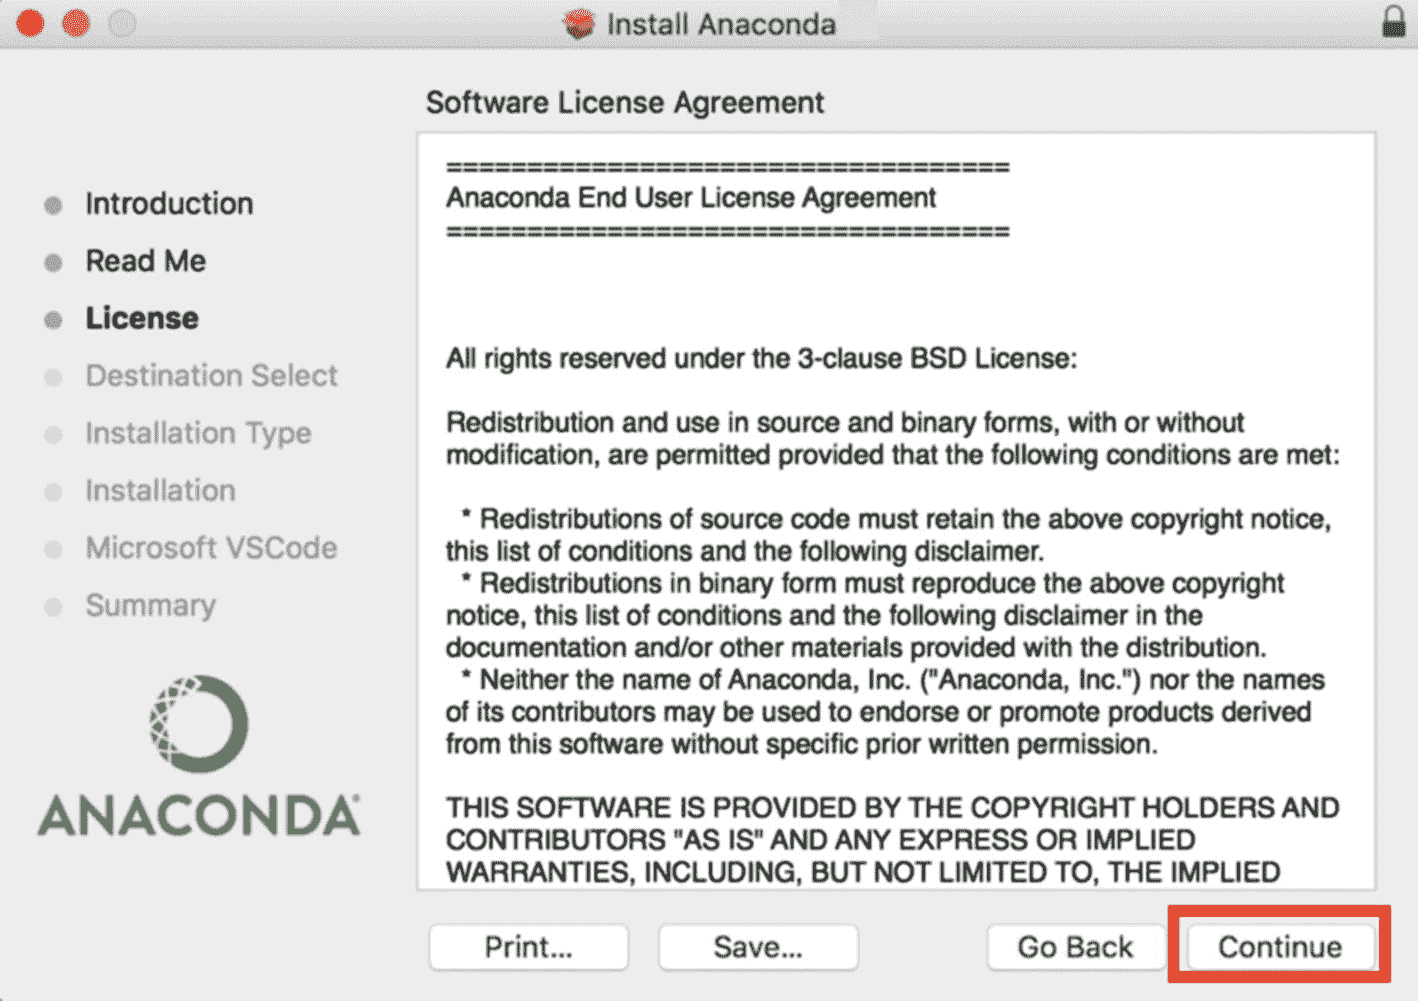 Install Anaconda
Software License Agreement
Introduction
Read Me
License
Destination Select
Installation Type
Installation
Microsoft VSCode
Summary
ANACONDA
===================================
Anaconda End User License Agreement
===================================
All rights reserved under the 3-clause BSD License:
Redistribution and use in source and binary forms, with or without
modification, are permitted provided that the following conditions are met:
* Redistributions of source code must retain the above copyright notice,
this list of conditions and the following disclaimer.
* Redistributions in binary form must reproduce the above copyright
notice, this list of conditions and the following disclaimer in the
documentation and/or other materials provided with the distribution.
* Neither the name of Anaconda, Inc. ("Anaconda, Inc.") nor the names
of its contributors may be used to endorse or promote products derived
from this software without specific prior written permission.
THIS SOFTWARE IS PROVIDED BY THE COPYRIGHT HOLDERS AND
CONTRIBUTORS "AS IS" AND ANY EXPRESS OR IMPLIED
WARRANTIES, INCLUDING, BUT NOT LIMITED TO, THE IMPLIED
Print...
Save...
Go Back
Continue